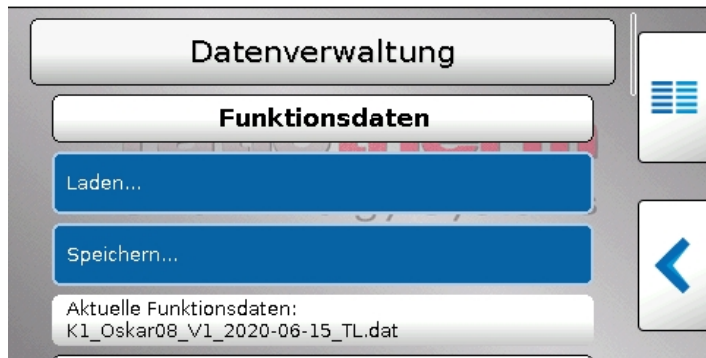 Datenverwaltung
Funktionsdaten
Laden...
Speichern...
Aktuelle Funktionsdaten:
K1_Oskar08_V1_2020-06-15_TL.dat